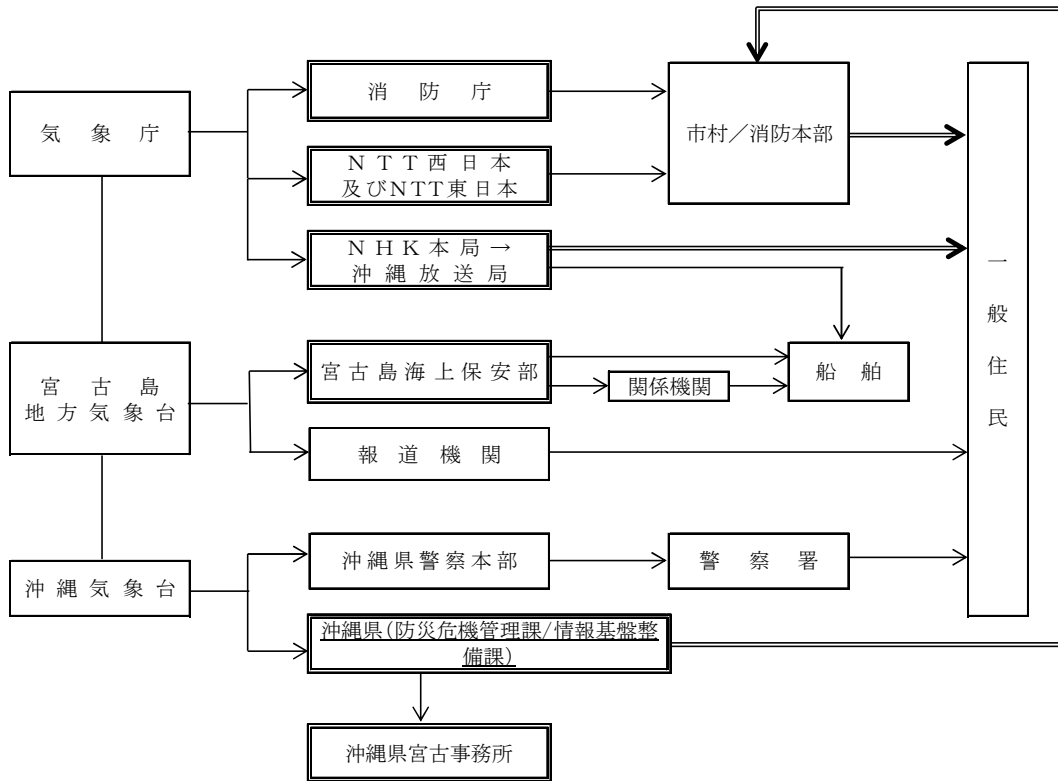 消防庁
気象庁
市村／消防本部
ＮＴＴ西日本
及びNTT東日本
ＮＨＫ本局→
沖縄放送局
一般住民
宮古島
地方気象台
宮古島海上保安部
船舶
関係機関
報道機関
沖縄県警察本部
警察署
沖縄気象台
沖縄県(防災危機管理課/情報基盤整
備課)
沖縄県宮古事務所